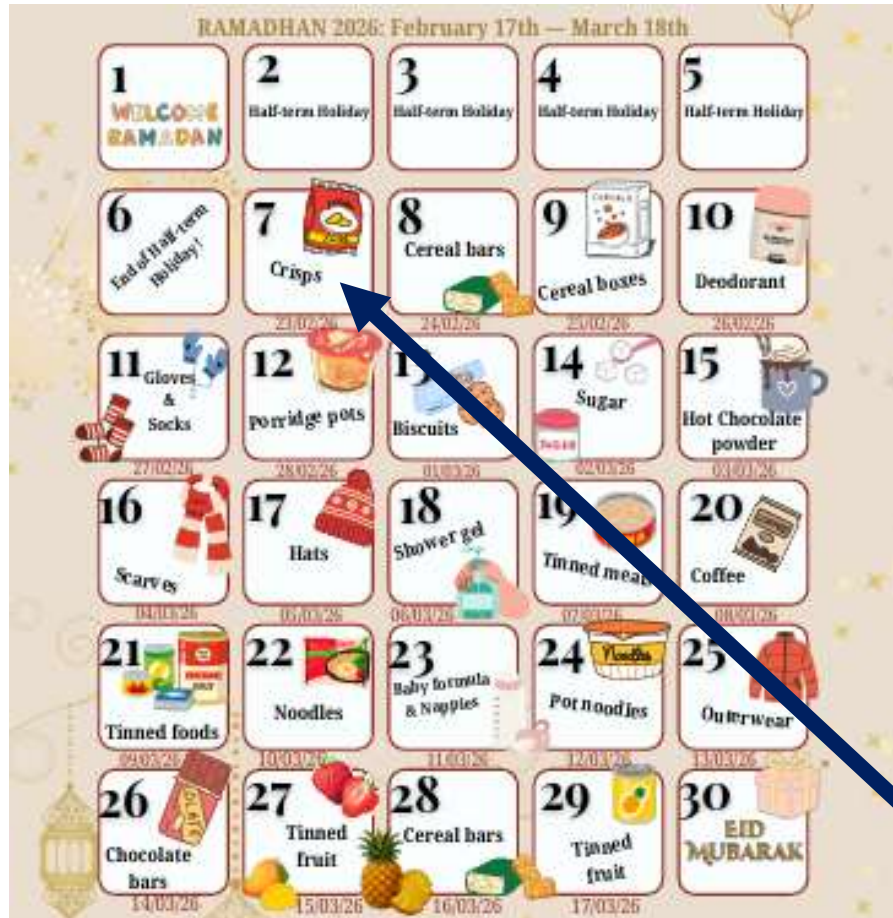 RAMADHAN 2026: February 17th — March 18th
1
WELCOME
RAMADAN
2
Half-term Holiday
3
Half-term Holiday
4
Half-term Holiday
5
Half-term Holiday
6
End of Half-term
Holiday!
7
Crisps
23/02/26
8
Cereal bars
24/02/26
9
Cereal boxes
25/02/26
10
Deodorant
26/02/26
11
Gloves
&
Socks
27/02/26
12
Porridge pots
28/02/26
13
Biscuits
01/03/26
14
Sugar
SUGAR
02/03/26
15
Hot Chocolate
powder
03/03/26
16
Scarves
04/03/26
17
Hats
05/03/26
18
Shower gel
06/03/26
19
Tinned meat
07/03/26
20
COFFEE
Coffee
08/03/26
21
Tinned foods
09/03/26
22
Noodles
10/03/26
23
Baby formula
& Nappies
11/03/26
24
Noodles
Pot noodles
12/03/26
25
Outerwear
13/03/26
26
Chocolate
bars
14/03/26
27
Tinned
fruit
15/03/26
28
Cereal bars
16/03/26
29
Tinned
fruit
17/03/26
30
EID
MUBARAK